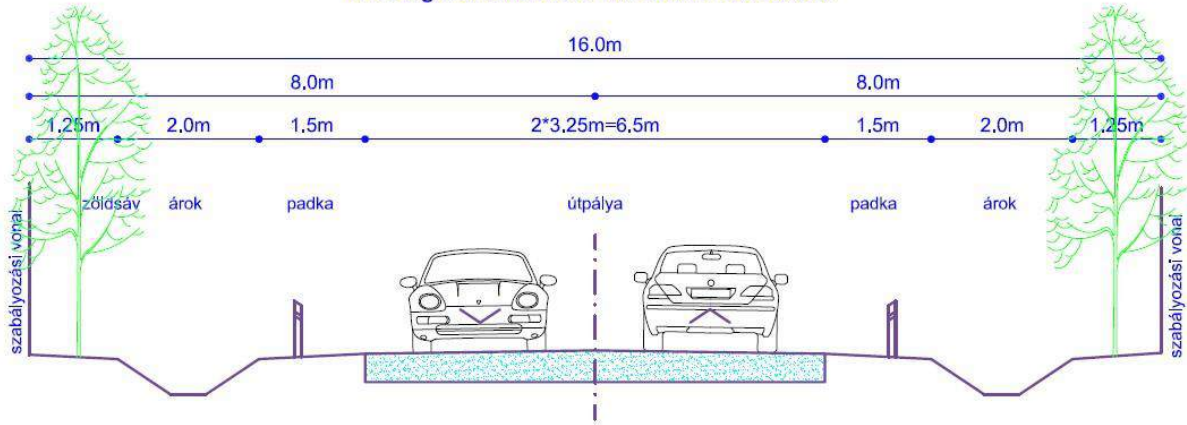 16.0m
8.0m 8.0m
1.25m 2.0m 1.5m 2*3.25m=6.5m 1.5m 2.0m 1.25m
zöldsáv árok padka útpálya padka árok
szabályozási vonal
szabályozási vonal